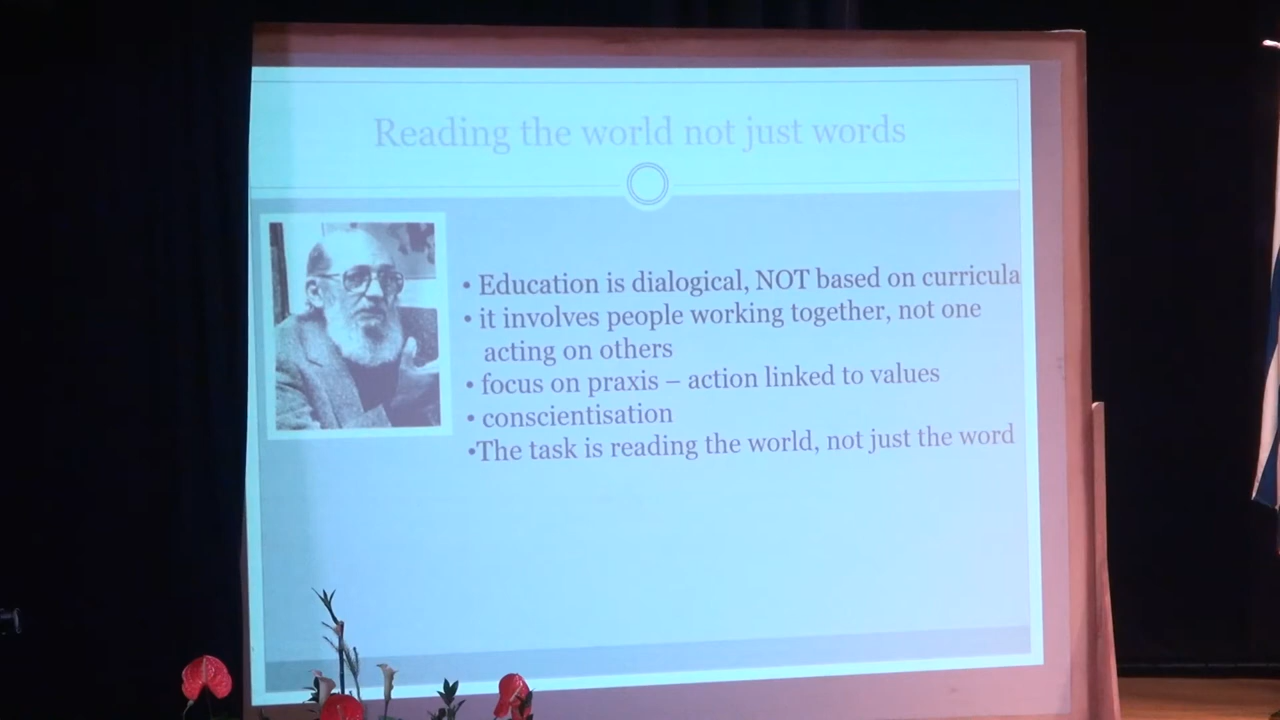 Reading the world not just words
• Education is dialogical, NOT based on curricula
• it involves people working together, not one
acting on others
• focus on praxis – action linked to values
• conscientisation
•The task is reading the world, not just the word